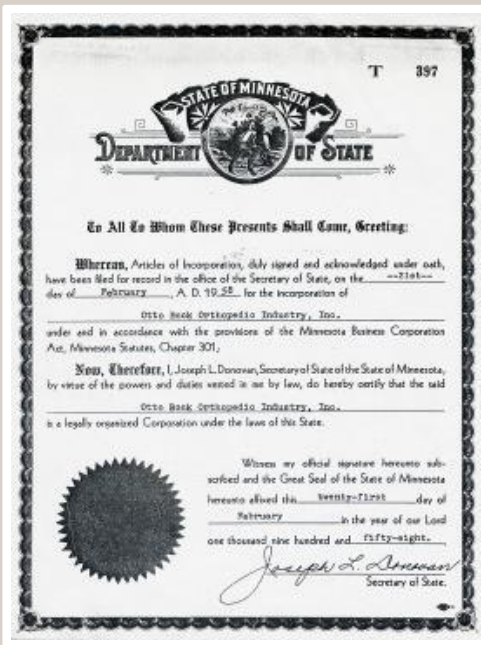 T 397
STATE OF MINNESOTA
DEPARTMENT OF STATE
To All To Whom These Presents Shall Come, Greeting:
Whereas, Articles of Incorporation, duly signed and acknowledged under oath,
have been filed for record in the office of the Secretary of State, on the --21st--
day of February, A. D. 1958 for the incorporation of
Otto Bock Orthopedic Industry, Inc.
under and in accordance with the provisions of the Minnesota Business Corporation
Act, Minnesota Statutes, Chapter 301;
Now, Therefore, I, Joseph L. Donovan, Secretary of State of the State of Minnesota,
by virtue of the powers and duties vested in me by law, do hereby certify that the said
Otto Bock Orthopedic Industry, Inc.
is a legally organized Corporation under the laws of this State.
Witness my official signature hereunto sub-
scribed and the Great Seal of the State of Minnesota
hereunto affixed this twenty-first day of
February in the year of our Lord
one thousand nine hundred and fifty-eight.
Joseph L. Donovan
Secretary of State.